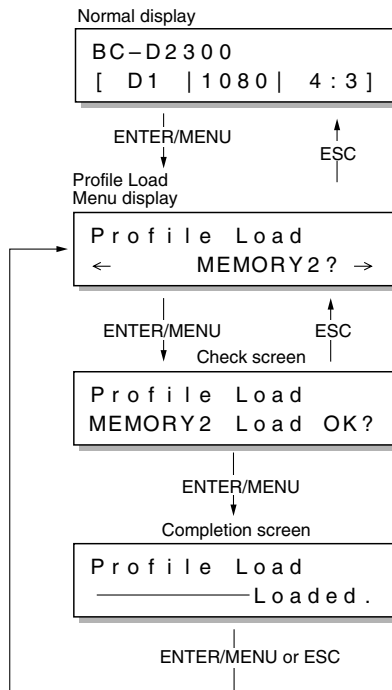 Normal display
BC–D2300
[ D1 |1080| 4:3]
ENTER/MENU
ESC
Profile Load
Menu display
Profile Load
← MEMORY2? →
ENTER/MENU
ESC
Check screen
Profile Load
MEMORY2 Load OK?
ENTER/MENU
Completion screen
Profile Load
Loaded.
ENTER/MENU or ESC